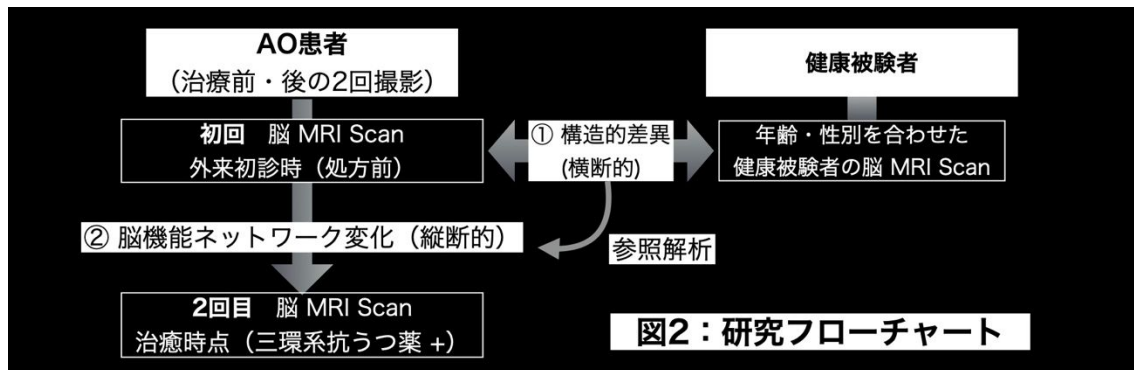 AO患者
（治療前・後の2回撮影）
健康被験者
初回　脳 MRI Scan
外来初診時（処方前）
① 構造的差異
(横断的)
年齢・性別を合わせた
健康被験者の脳 MRI Scan
② 脳機能ネットワーク変化（縦断的）
参照解析
2回目　脳 MRI Scan
治癒時点（三環系抗うつ薬 +）
図2：研究フローチャート